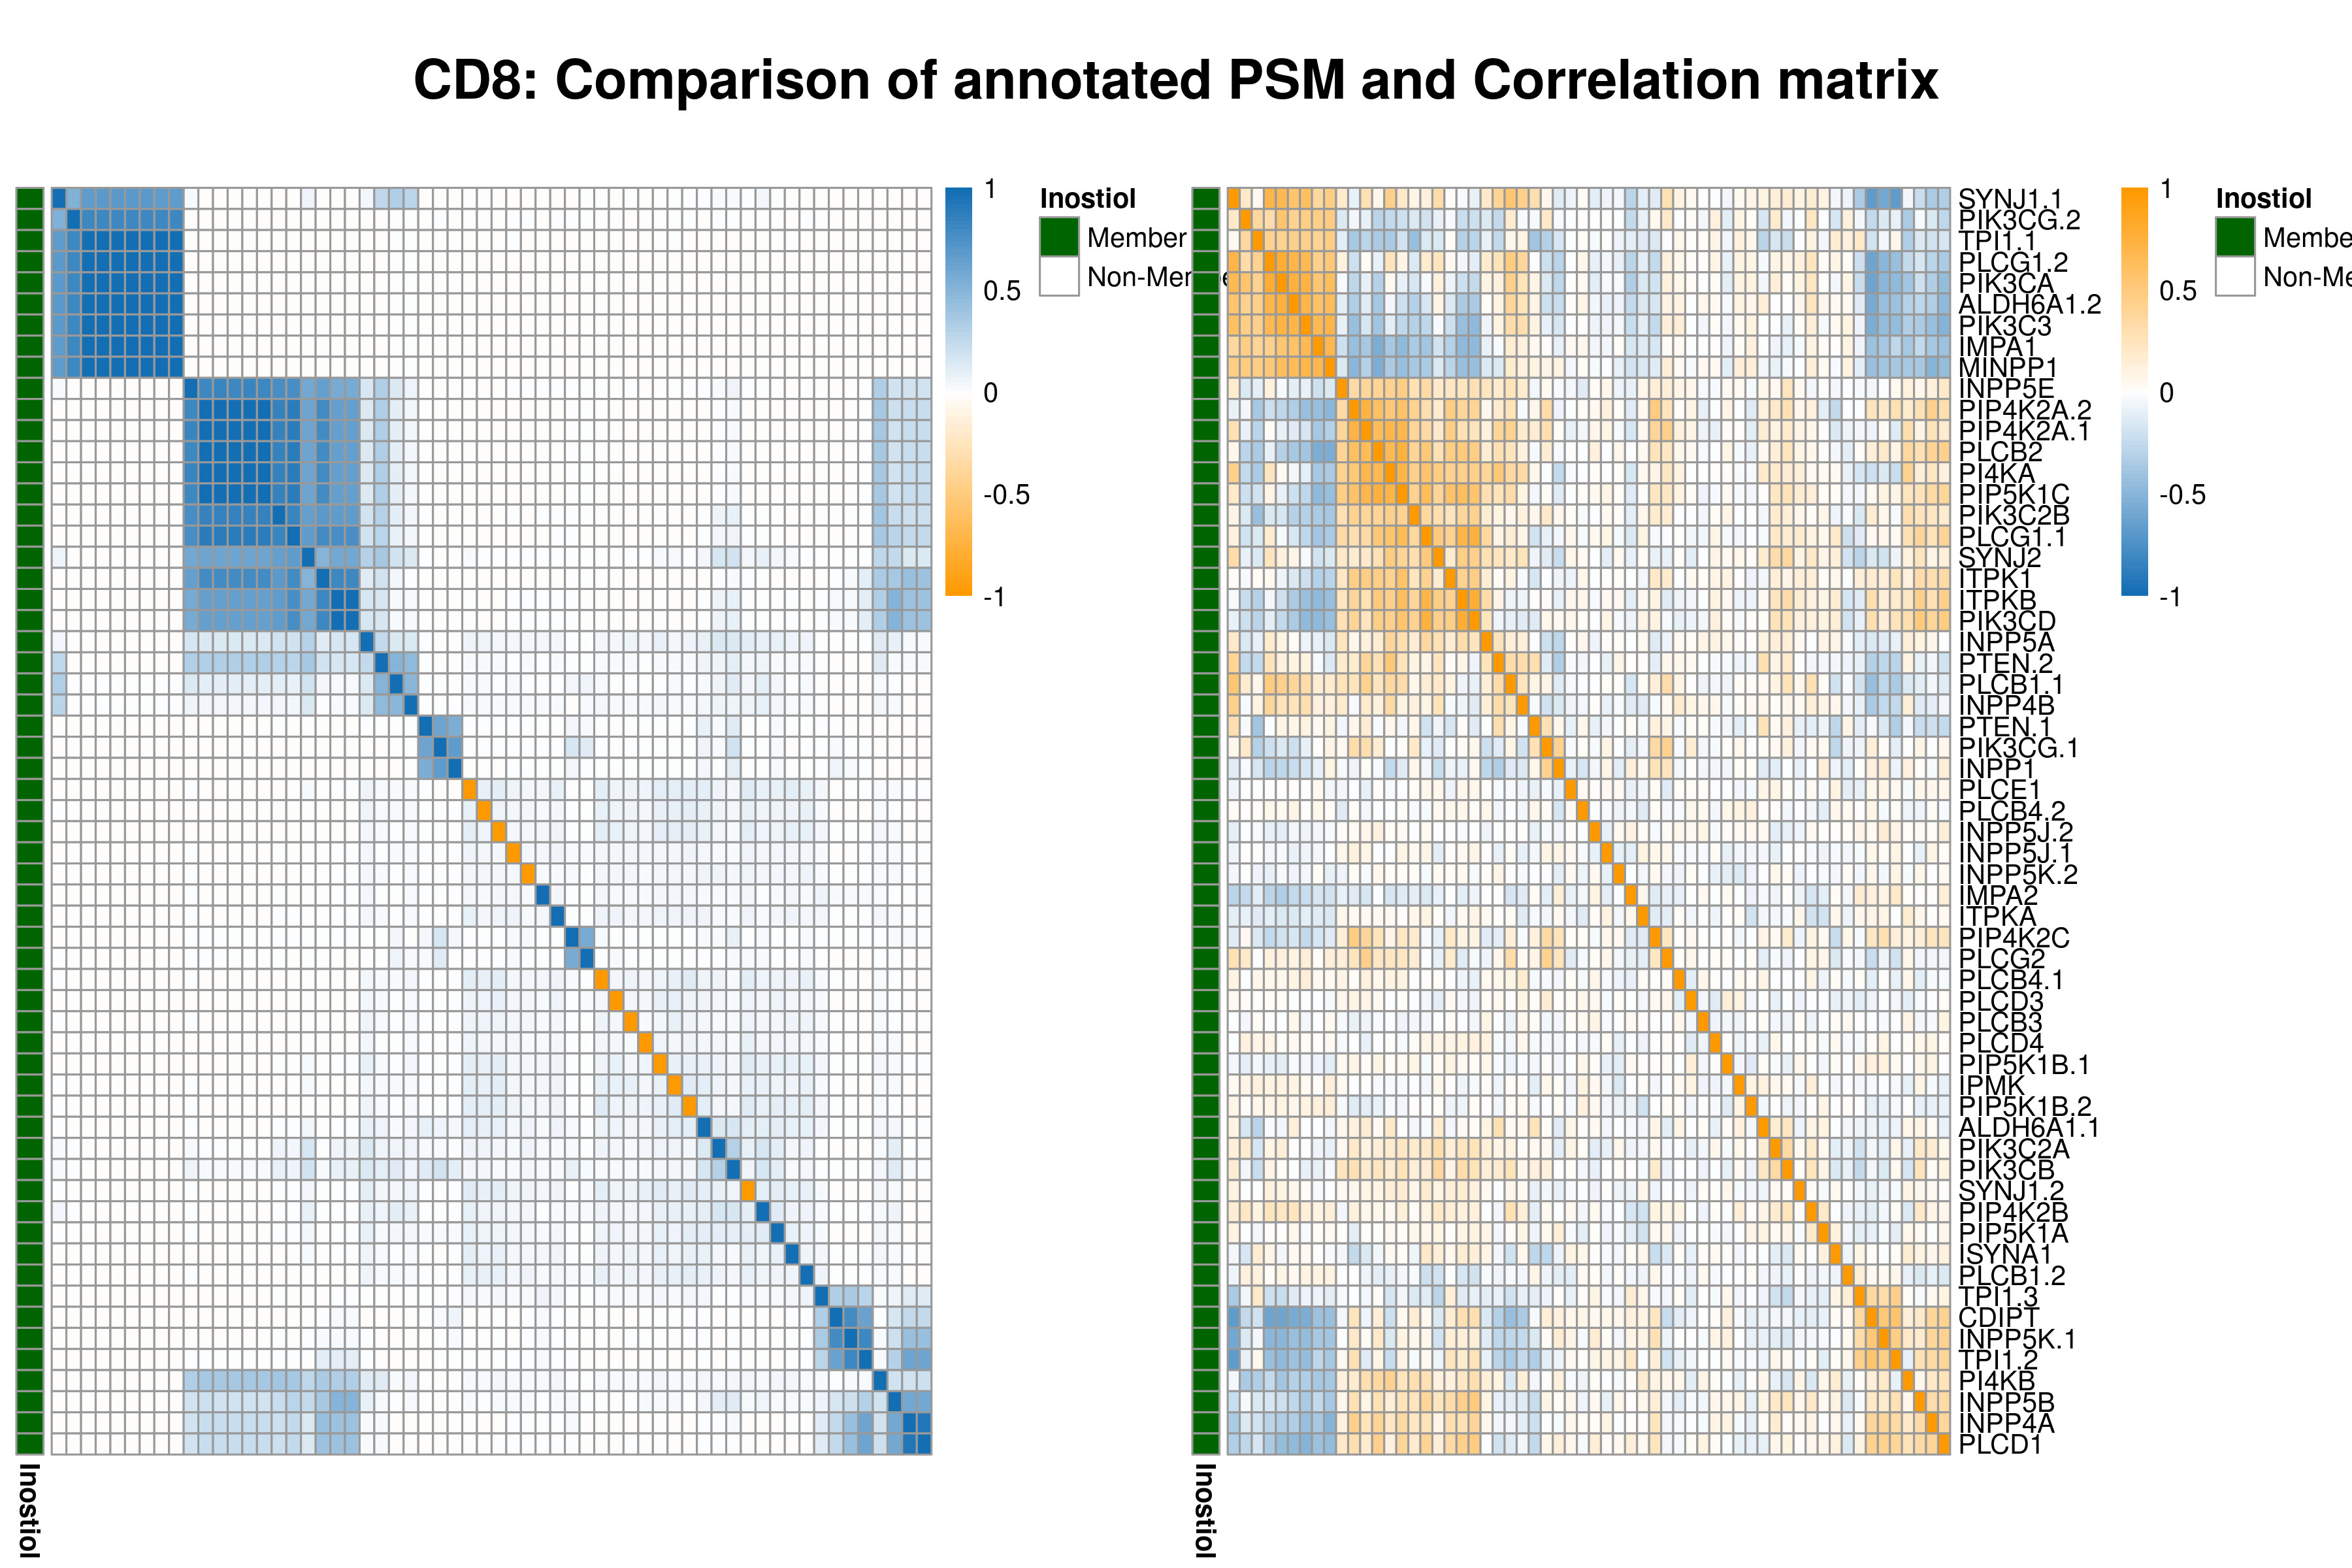 CD8: Comparison of annotated PSM and Correlation matrix
1
0.5
0
-0.5
-1
Inostiol
Member
Non-Membe
Inostiol
SYNJ1.1
PIK3CG.2
TPI1.1
PLCG1.2
PIK3CA
ALDH6A1.2
PIK3C3
IMPA1
MINPP1
INPP5E
PIP4K2A.2
PIP4K2A.1
PLCB2
PI4KA
PIP5K1C
PIK3C2B
PLCG1.1
SYNJ2
ITPK1
ITPKB
PIK3CD
INPP5A
PTEN.2
PLCB1.1
INPP4B
PTEN.1
PIK3CG.1
INPP1
PLCE1
PLCB4.2
INPP5J.2
INPP5J.1
INPP5K.2
IMPA2
ITPKA
PIP4K2C
PLCG2
PLCB4.1
PLCD3
PLCB3
PLCD4
PIP5K1B.1
IPMK
PIP5K1B.2
ALDH6A1.1
PIK3C2A
PIK3CB
SYNJ1.2
PIP4K2B
PIP5K1A
ISYNA1
PLCB1.2
TPI1.3
CDIPT
INPP5K.1
TPI1.2
PI4KB
INPP5B
INPP4A
PLCD1
1
0.5
0
-0.5
-1
Inostiol
Membe
Non-Me
Inostiol